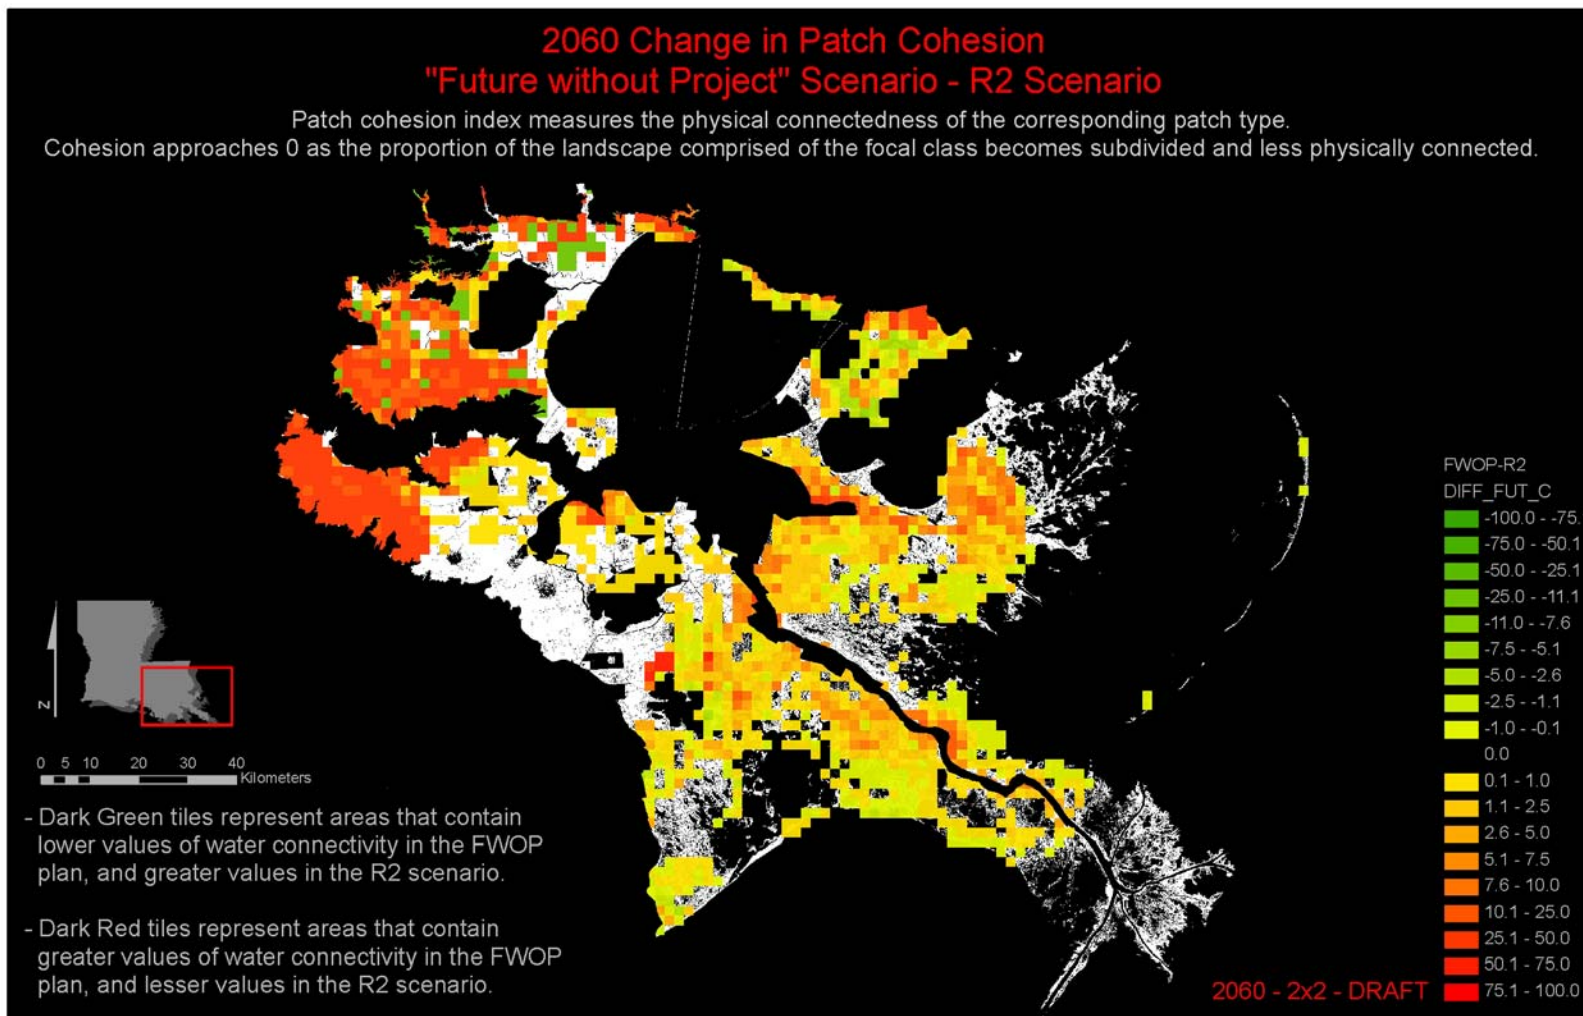 2060 Change in Patch Cohesion
"Future without Project" Scenario - R2 Scenario
Patch cohesion index measures the physical connectedness of the corresponding patch type.
Cohesion approaches 0 as the proportion of the landscape comprised of the focal class becomes subdivided and less physically connected.
FWOP-R2
DIFF_FUT_C
-100.0 - -75.
-75.0 - -50.1
-50.0 - -25.1
-25.0 - -11.1
-11.0 - -7.6
-7.5 - -5.1
-5.0 - -2.6
-2.5 - -1.1
-1.0 - -0.1
0.0
0.1 - 1.0
1.1 - 2.5
2.6 - 5.0
5.1 - 7.5
7.6 - 10.0
10.1 - 25.0
25.1 - 50.0
50.1 - 75.0
75.1 - 100.0
N
0 5 10 20 30 40
Kilometers
- Dark Green tiles represent areas that contain
lower values of water connectivity in the FWOP
plan, and greater values in the R2 scenario.
- Dark Red tiles represent areas that contain
greater values of water connectivity in the FWOP
plan, and lesser values in the R2 scenario.
2060 - 2x2 - DRAFT